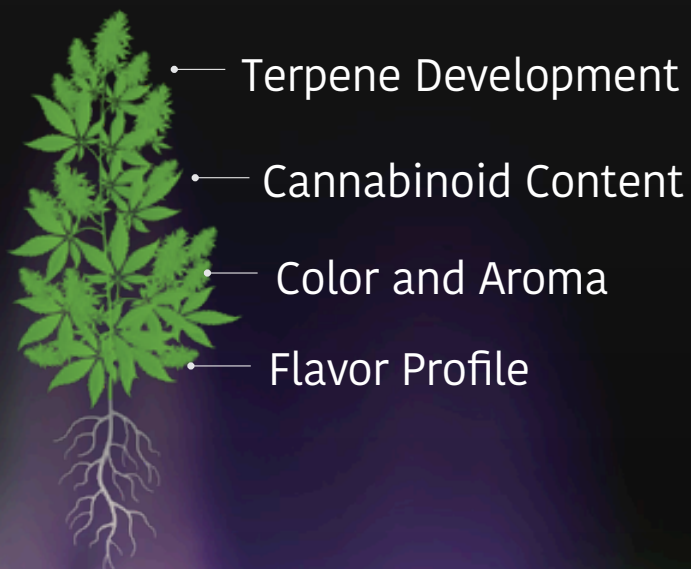 Terpene Development
Cannabinoid Content
Color and Aroma
Flavor Profile